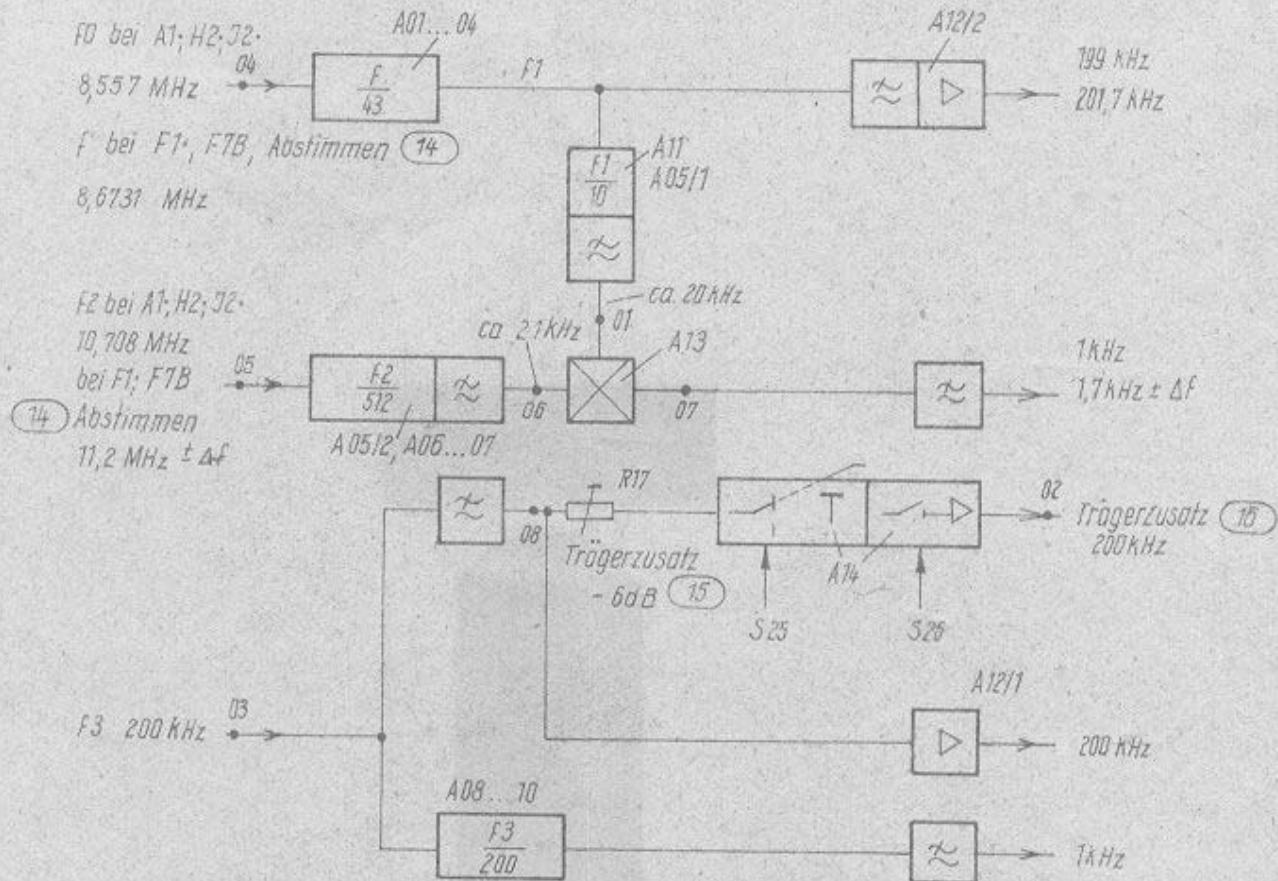 F0 bei A1; H2; J2·
04
8,557 MHz
F
43
A01...04
F1
A12/2
199 kHz
201,7 kHz
f bei F1·, F7B, Abstimmen 14
8,6731 MHz
F1
10
A11
A05/1
ca. 20 kHz
01
F2 bei A1; H2; J2·
10,708 MHz
05
bei F1; F7B
14 Abstimmen
11,2 MHz ± Δf
F2
512
A05/2, A06...07
ca 21 kHz
06
A13
07
1 kHz
1,7 kHz ± Δf
08
R17
Trägerzusatz
- 6dB 15
A14
S25
S26
02
Trägerzusatz 16
200 kHz
F3 200 kHz
03
A12/1
200 kHz
A08...10
F3
200
1 kHz